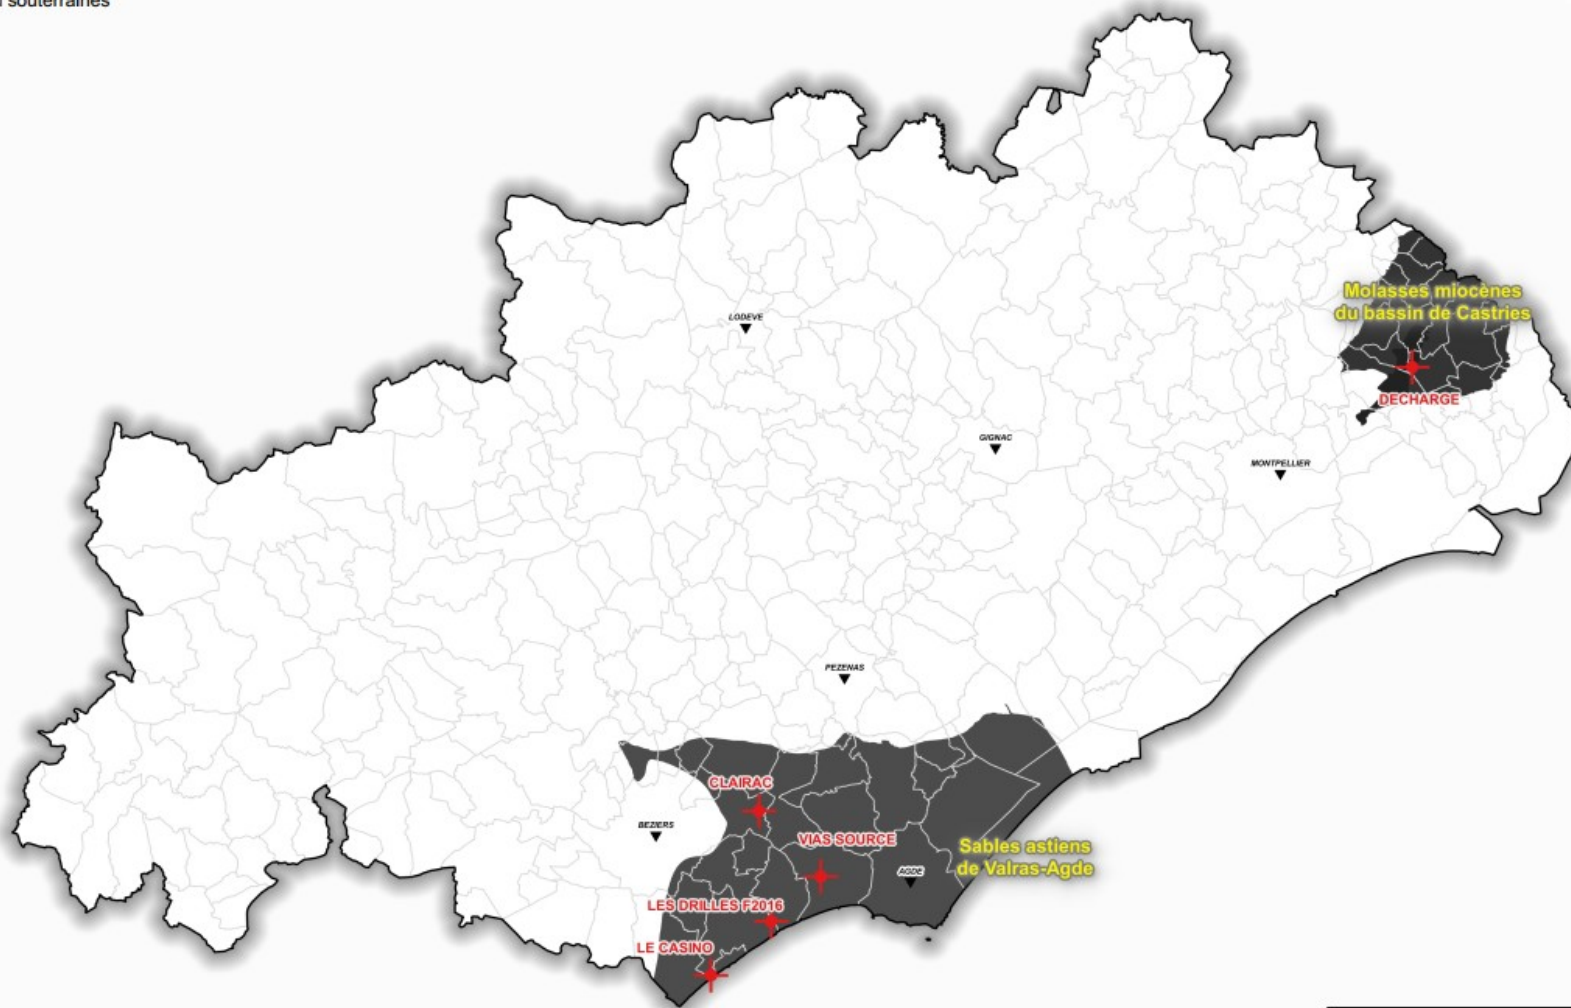 souterraines
Molasses miocènes
du bassin de Castries
LODEVE
DECHARGE
GIGNAC
MONTPELLIER
PEZENAS
CLAIRAC
BEZIERS
VIAS SOURCE
Sables astiens
de Valras-Agde
AGDE
LES DRILLES F2016
LE CASINO